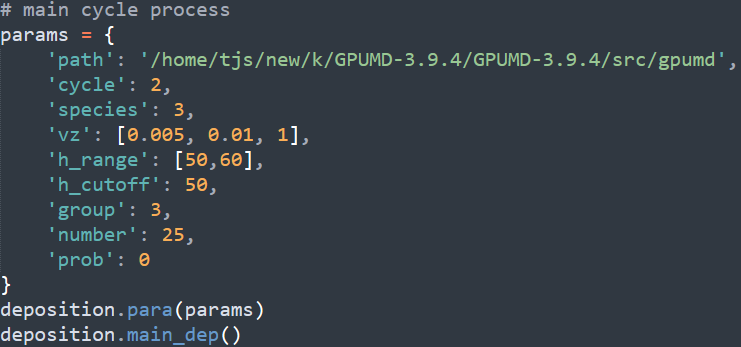 # main cycle process
params = {
    'path': '/home/tjs/new/k/GPUMD-3.9.4/GPUMD-3.9.4/src/gpumd',
    'cycle': 2,
    'species': 3,
    'vz': [0.005, 0.01, 1],
    'h_range': [50,60],
    'h_cutoff': 50,
    'group': 3,
    'number': 25,
    'prob': 0
}
deposition.para(params)
deposition.main_dep()